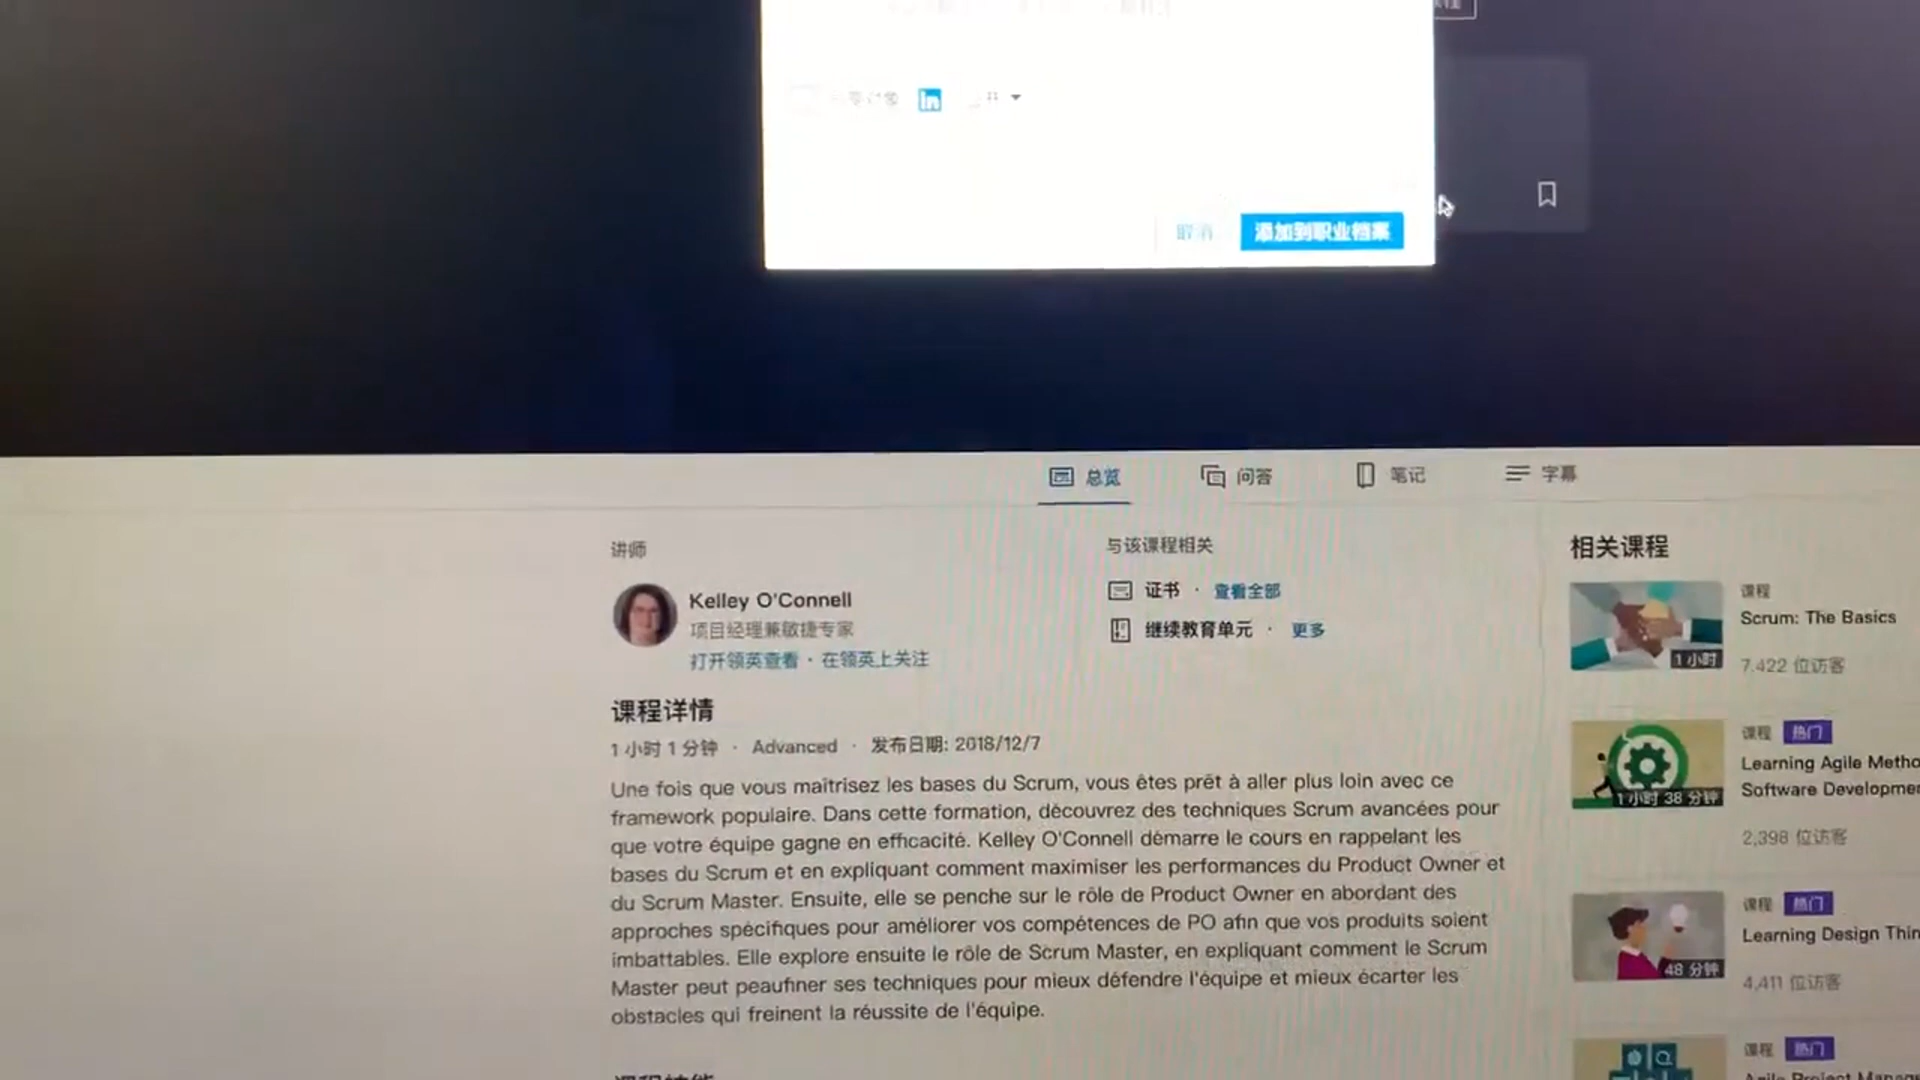 in
取消
添加到职业档案
总览
问答
笔记
字幕
讲师
Kelley O'Connell
项目经理兼敏捷专家
打开领英查看 · 在领英上关注
与该课程相关
证书 · 查看全部
继续教育单元 · 更多
课程详情
1 小时 1 分钟 · Advanced · 发布日期: 2018/12/7
Une fois que vous maîtrisez les bases du Scrum, vous êtes prêt à aller plus loin avec ce
framework populaire. Dans cette formation, découvrez des techniques Scrum avancées pour
que votre équipe gagne en efficacité. Kelley O'Connell démarre le cours en rappelant les
bases du Scrum et en expliquant comment maximiser les performances du Product Owner et
du Scrum Master. Ensuite, elle se penche sur le rôle de Product Owner en abordant des
approches spécifiques pour améliorer vos compétences de PO afin que vos produits soient
imbattables. Elle explore ensuite le rôle de Scrum Master, en expliquant comment le Scrum
Master peut peaufiner ses techniques pour mieux défendre l'équipe et mieux écarter les
obstacles qui freinent la réussite de l'équipe.
相关课程
1 小时
课程
Scrum: The Basics
7,422 位访客
1 小时 38 分钟
课程 热门
Learning Agile Metho
Software Developme
2,398 位访客
48 分钟
课程 热门
Learning Design Thin
4,411 位访客
课程 热门